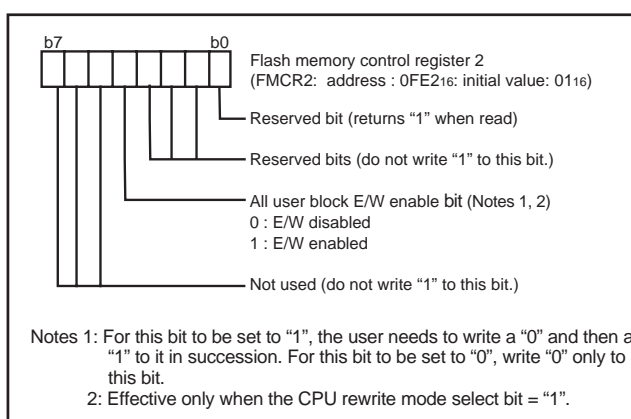 b7 b0
Flash memory control register 2
(FMCR2: address : 0FE216: initial value: 0116)
Reserved bit (returns “1” when read)
Reserved bits (do not write “1” to this bit.)
All user block E/W enable bit (Notes 1, 2)
0 : E/W disabled
1 : E/W enabled
Not used (do not write “1” to this bit.)
Notes 1: For this bit to be set to “1”, the user needs to write a “0” and then a
“1” to it in succession. For this bit to be set to “0”, write “0” only to
this bit.
2: Effective only when the CPU rewrite mode select bit = “1”.